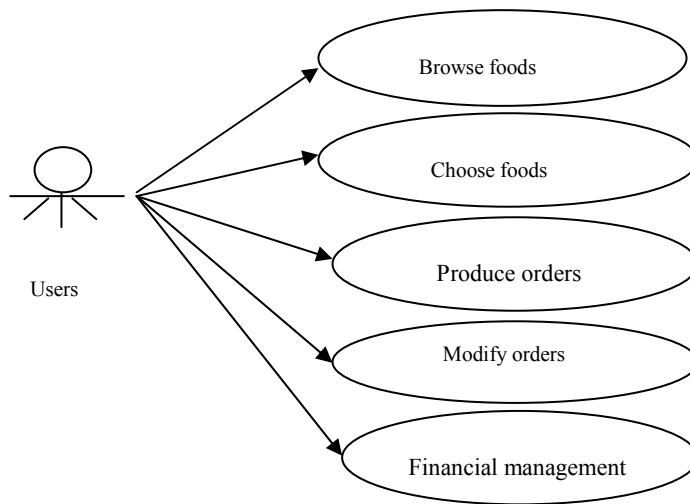 Browse foods
Choose foods
Produce orders
Users
Modify orders
Financial management